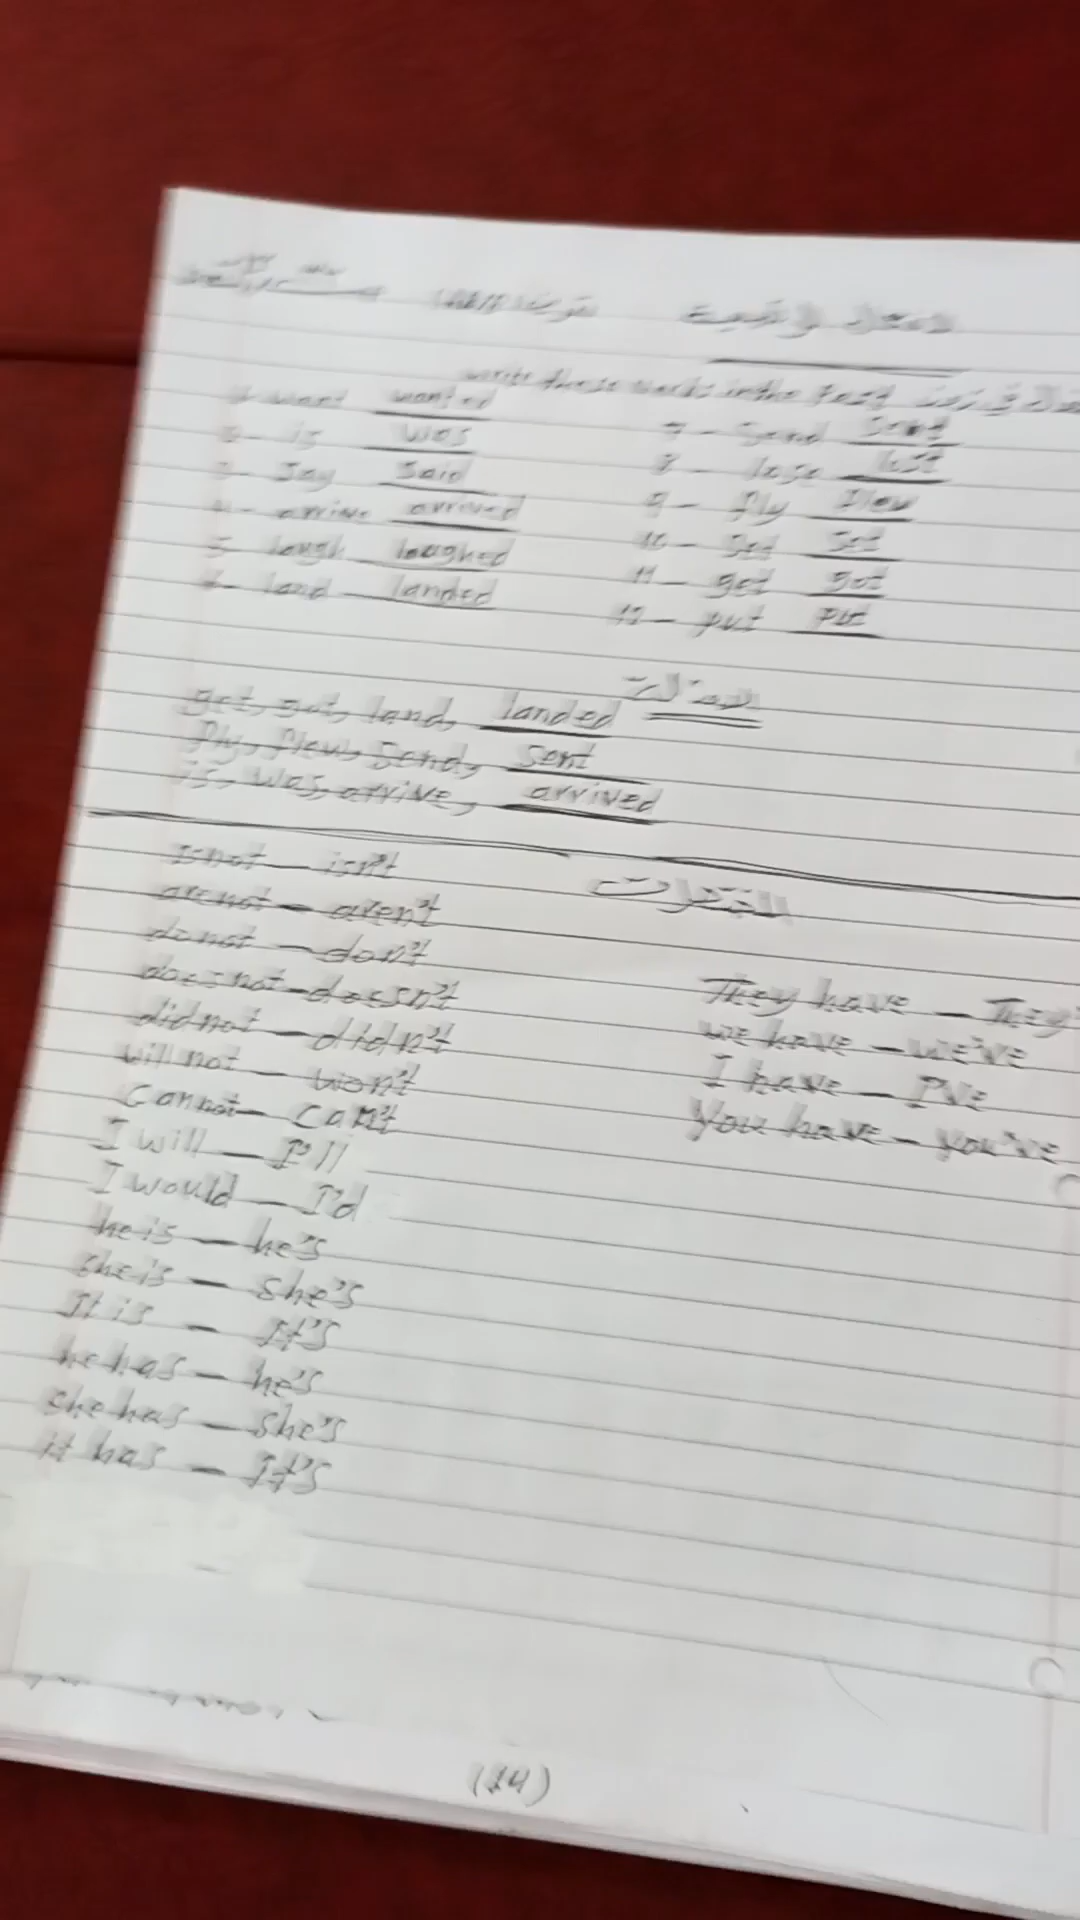 write these words in the Past
1- want wanted
2- is was
3- Say Said
4- arrive arrived
5- laugh laughed
6- land landed
7- Send Sent
8- lose lost
9- fly flew
10- Set Set
11- get got
12- put put
get, got, land, landed
fly, flew, Send, Sent
is, was, arrive, arrived
is not - isn't
are not - aren't
do not - don't
does not - doesn't
did not - didn't
will not - won't
Cannot - Can't
I will - I'll
I would - I'd
he is - he's
She is - She's
It is - It's
he has - he's
She has - She's
it has - It's
They have - They'
We have - We've
I have - I've
You have - you've
(14)